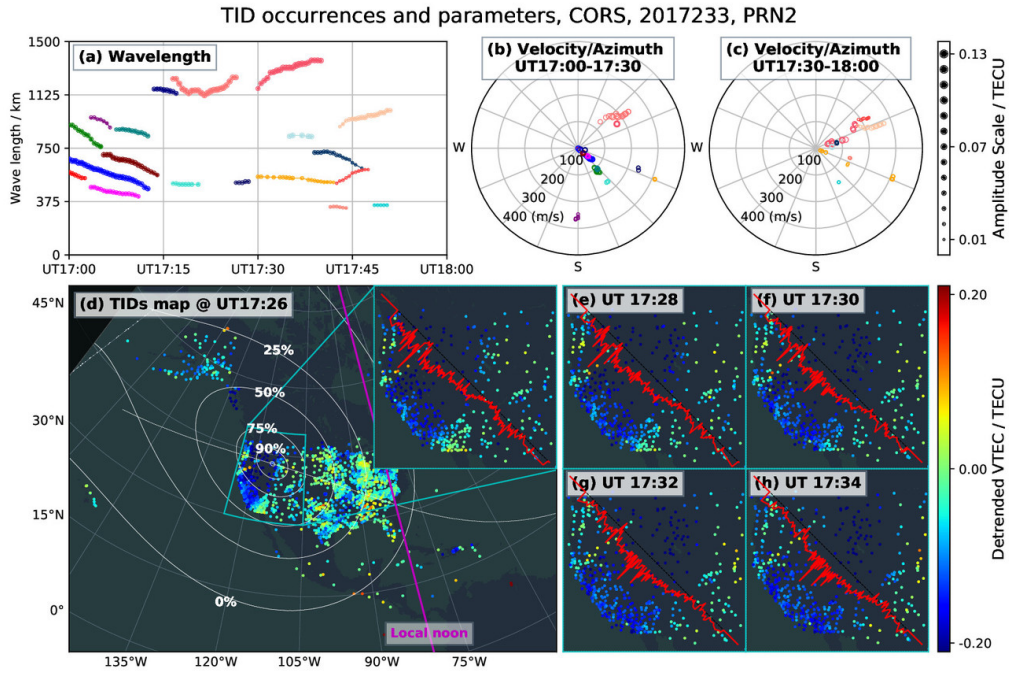 TID occurrences and parameters, CORS, 2017233, PRN2
1500
1125
750
375
0
Wave length / km
(a) Wavelength
UT17:00
UT17:15
UT17:30
UT17:45
UT18:00
(b) Velocity/Azimuth
UT17:00-17:30
W
100
200
300
400 (m/s)
S
(c) Velocity/Azimuth
UT17:30-18:00
W
100
200
300
400 (m/s)
S
0.13
0.07
0.01
Amplitude Scale / TECU
(d) TIDs map @ UT17:26
45°N
30°N
15°N
0°
25%
50%
75%
90%
0%
Local noon
135°W
120°W
105°W
90°W
75°W
(e) UT 17:28
(f) UT 17:30
(g) UT 17:32
(h) UT 17:34
0.20
0.00
-0.20
Detrended VTEC / TECU